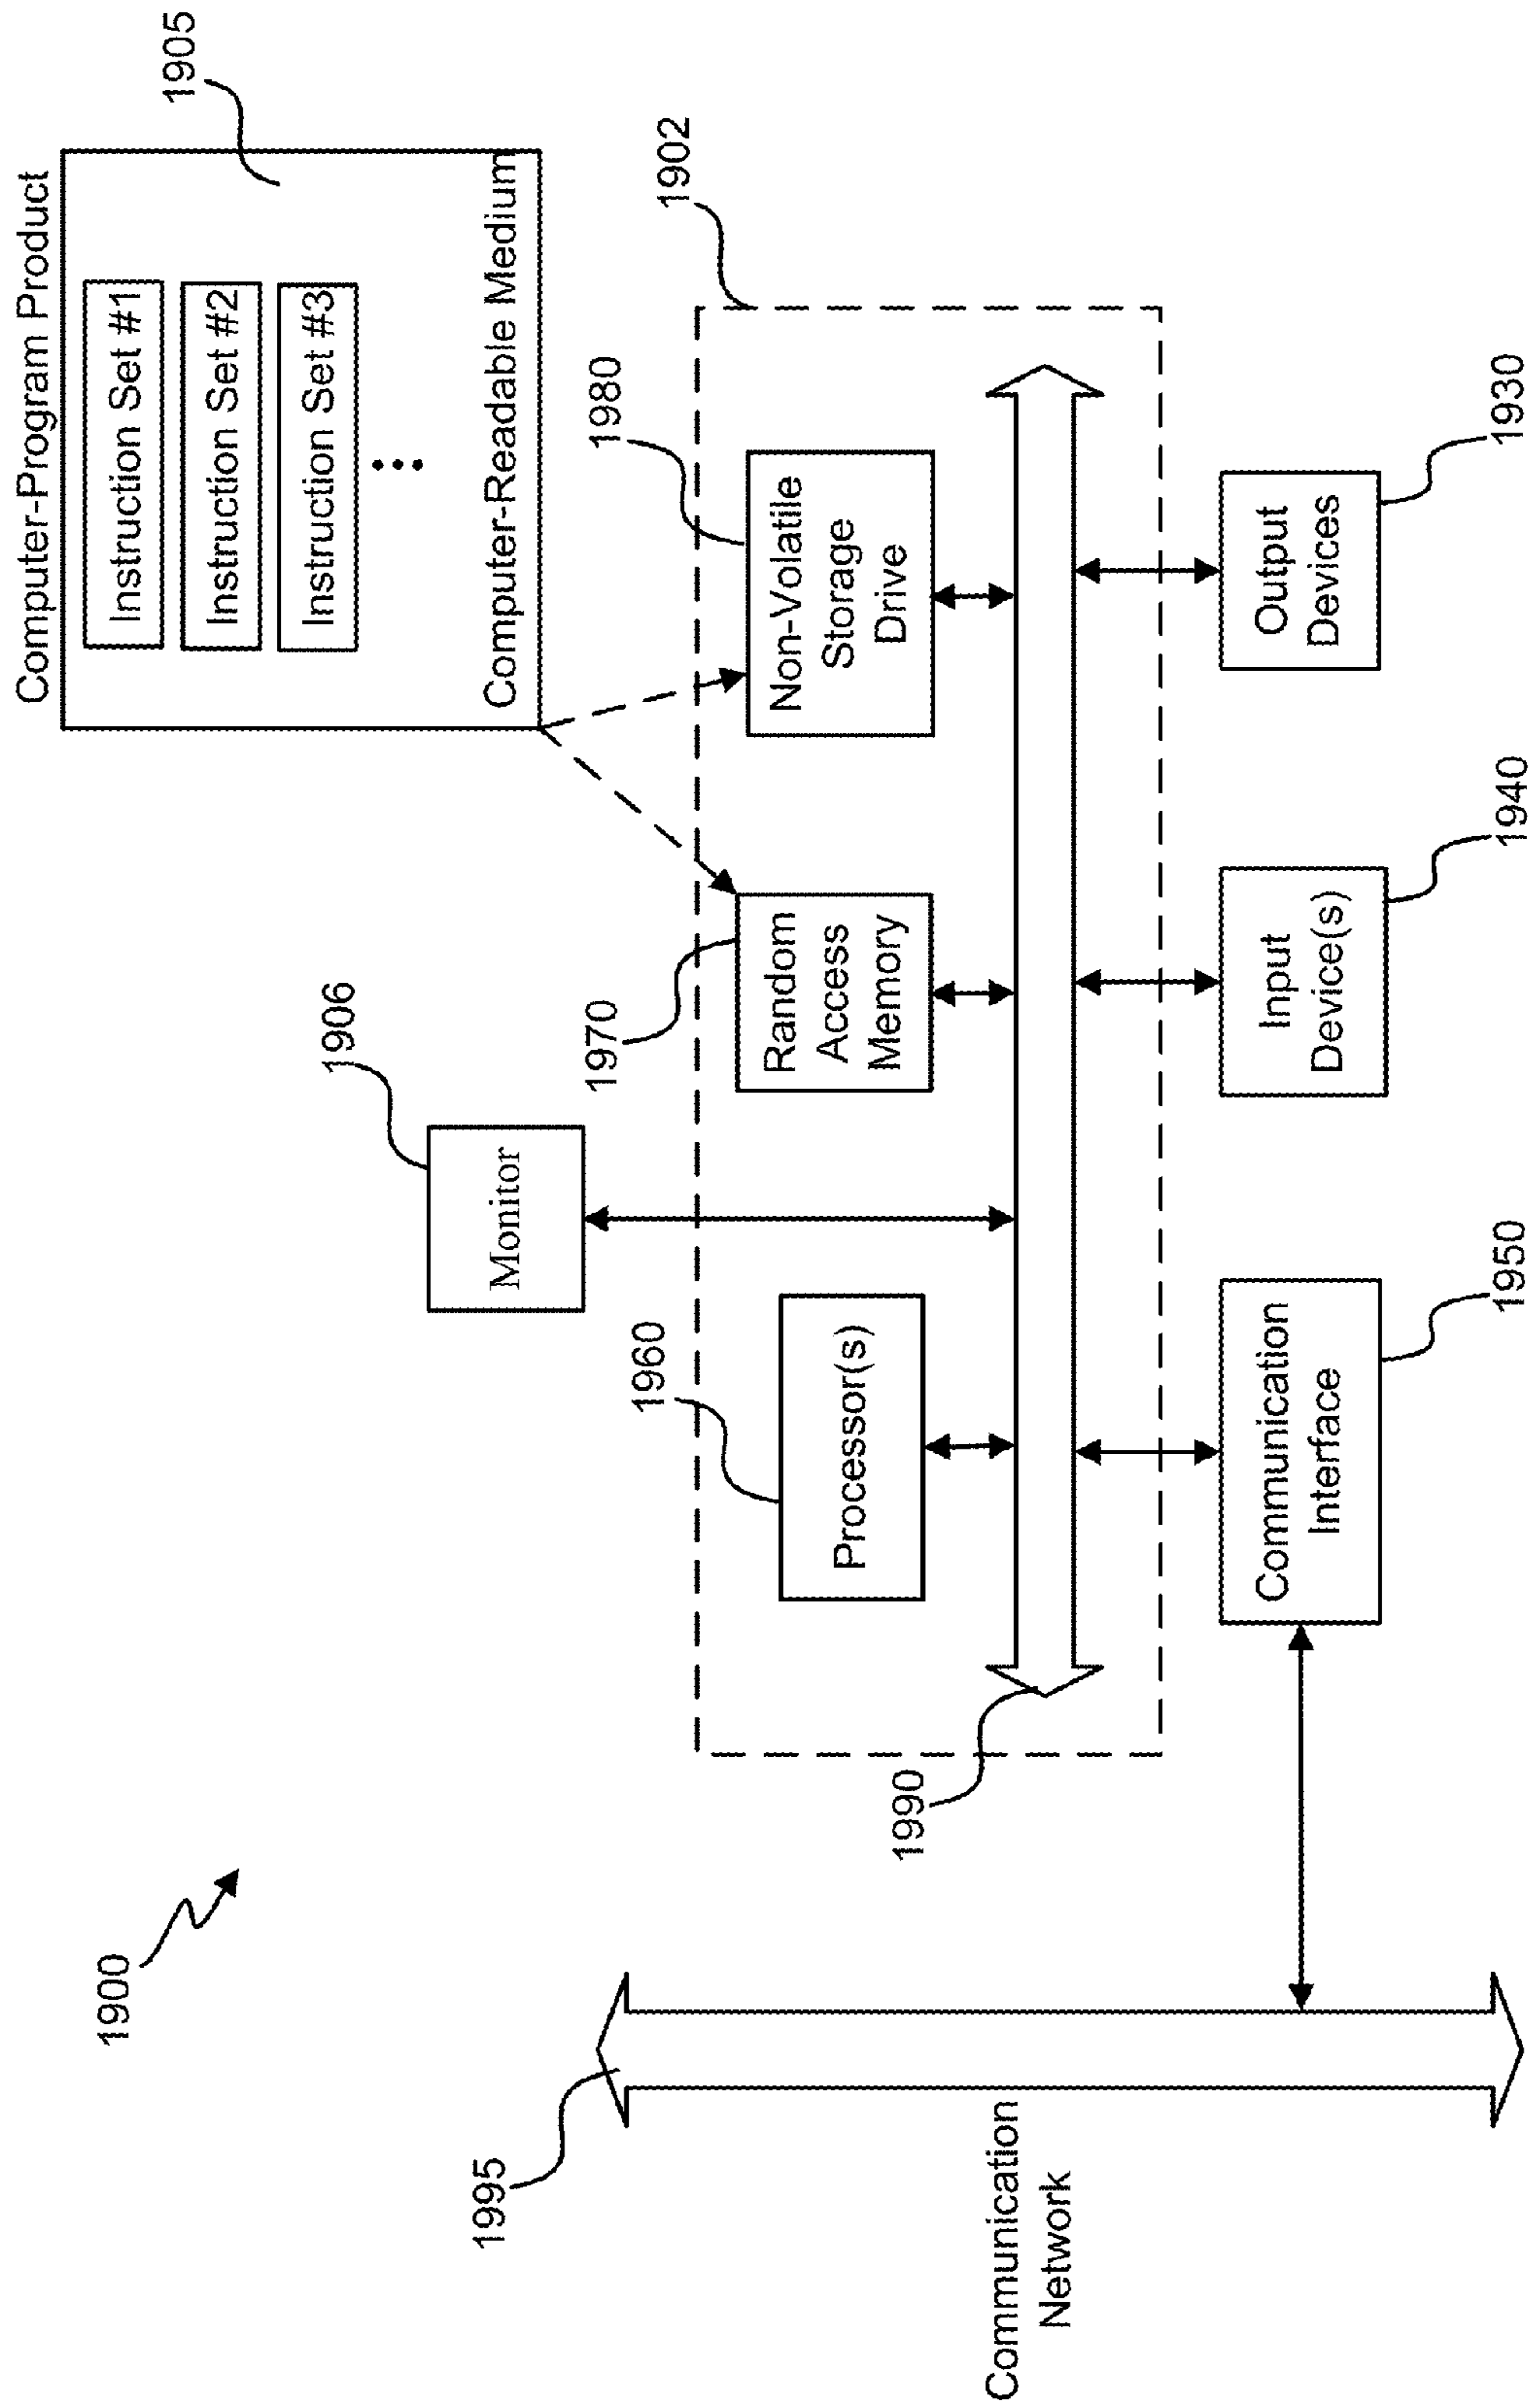 Computer-Program Product
1905
Instruction Set #1
Instruction Set #2
Instruction Set #3
Computer-Readable Medium
1900
1906
Monitor
1902
1960
Processor(s)
1970
Random
Access
Memory
1980
Non-Volatile
Storage
Drive
1990
1995
Communication
Network
Communication
Interface
1950
Input
Device(s)
1940
Output
Devices
1930